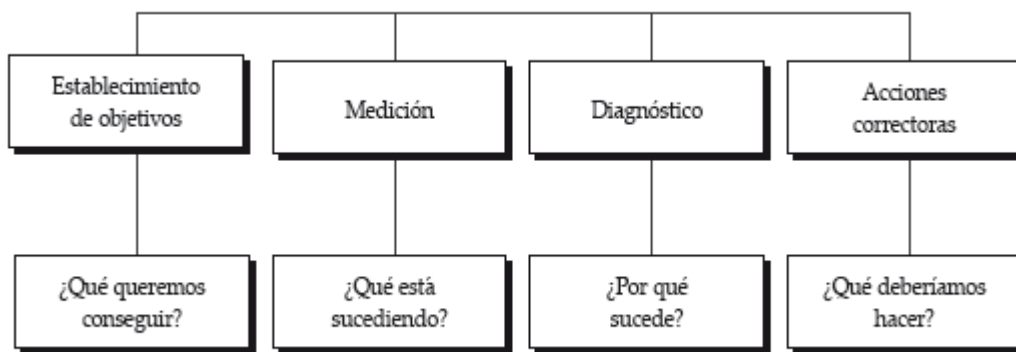 Establecimiento
de objetivos
Medición
Diagnóstico
Acciones
correctoras
¿Qué queremos
conseguir?
¿Qué está
sucediendo?
¿Por qué
sucede?
¿Qué deberíamos
hacer?